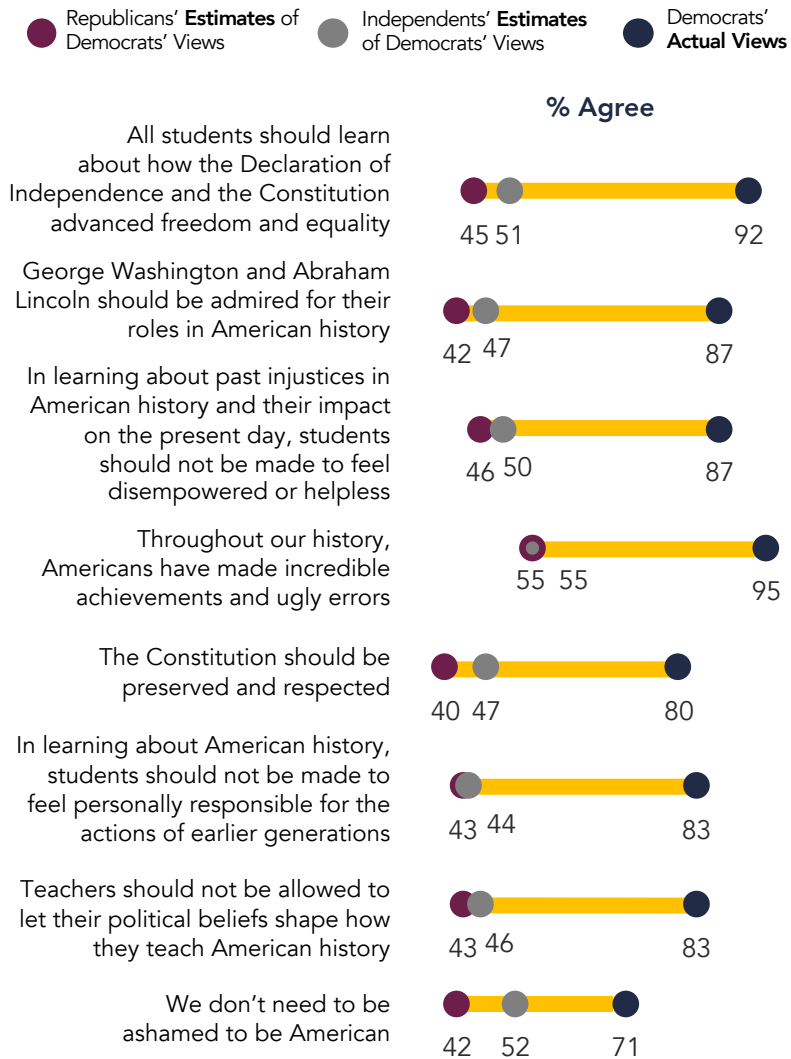 Republicans' Estimates of
Democrats' Views
Independents' Estimates
of Democrats' Views
Democrats'
Actual Views
% Agree
All students should learn
about how the Declaration of
Independence and the Constitution
advanced freedom and equality
45 51 92
George Washington and Abraham
Lincoln should be admired for their
roles in American history
42 47 87
In learning about past injustices in
American history and their impact
on the present day, students
should not be made to feel
disempowered or helpless
46 50 87
Throughout our history,
Americans have made incredible
achievements and ugly errors
55 55 95
The Constitution should be
preserved and respected
40 47 80
In learning about American history,
students should not be made to
feel personally responsible for the
actions of earlier generations
43 44 83
Teachers should not be allowed to
let their political beliefs shape how
they teach American history
43 46 83
We don't need to be
ashamed to be American
42 52 71